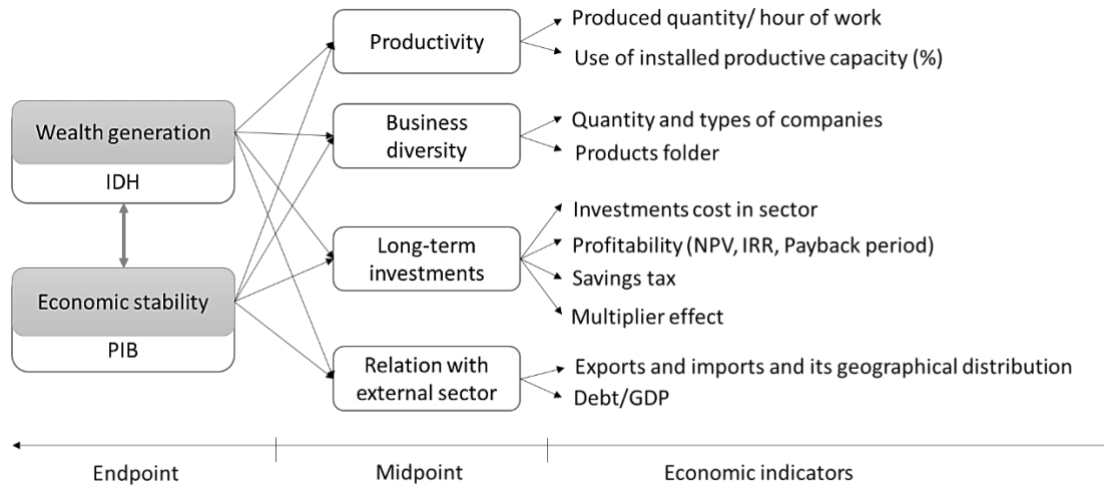 Wealth generation
IDH
Economic stability
PIB
Productivity
Business
diversity
Long-term
investments
Relation with
external sector
Produced quantity/ hour of work
Use of installed productive capacity (%)
Quantity and types of companies
Products folder
Investments cost in sector
Profitability (NPV, IRR, Payback period)
Savings tax
Multiplier effect
Exports and imports and its geographical distribution
Debt/GDP
Endpoint
Midpoint
Economic indicators